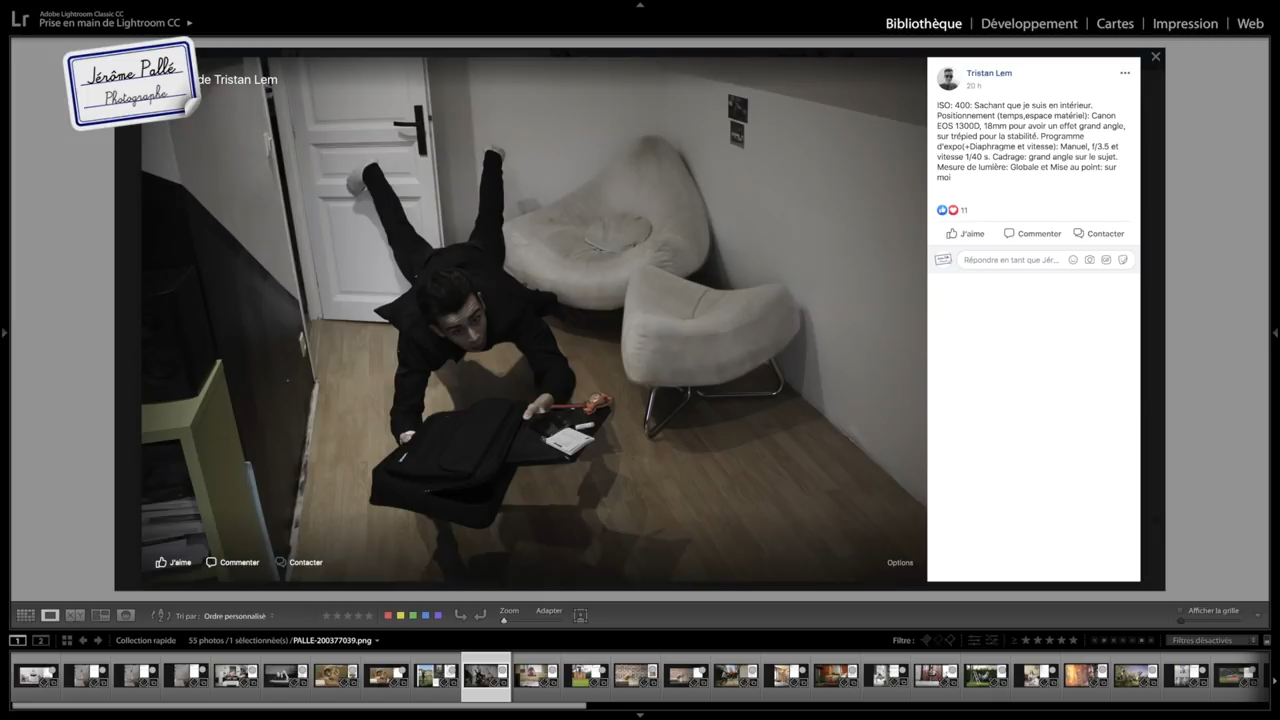 Adobe Lightroom Classic CC
Prise en main de Lightroom CC
Bibliothèque | Développement | Cartes | Impression | Web
Jérôme Pallé
Photographe
de Tristan Lem
Tristan Lem
20 h
ISO: 400: Sachant que je suis en intérieur.
Positionnement (temps,espace matériel): Canon
EOS 1300D, 18mm pour avoir un effet grand angle,
sur trépied pour la stabilité. Programme
d'expo(+Diaphragme et vitesse): Manuel, f/3.5 et
vitesse 1/40 s. Cadrage: grand angle sur le sujet.
Mesure de lumière: Globale et Mise au point: sur
moi
11
J'aime Commenter Contacter
Répondre en tant que Jér...
J'aime Commenter Contacter
Options
Tri par : Ordre personnalisé
Zoom Adapter
Afficher la grille
1 2 Collection rapide 55 photos /1 sélectionnée(s) /PALLE-200377039.png
Filtre : Filtres désactivés